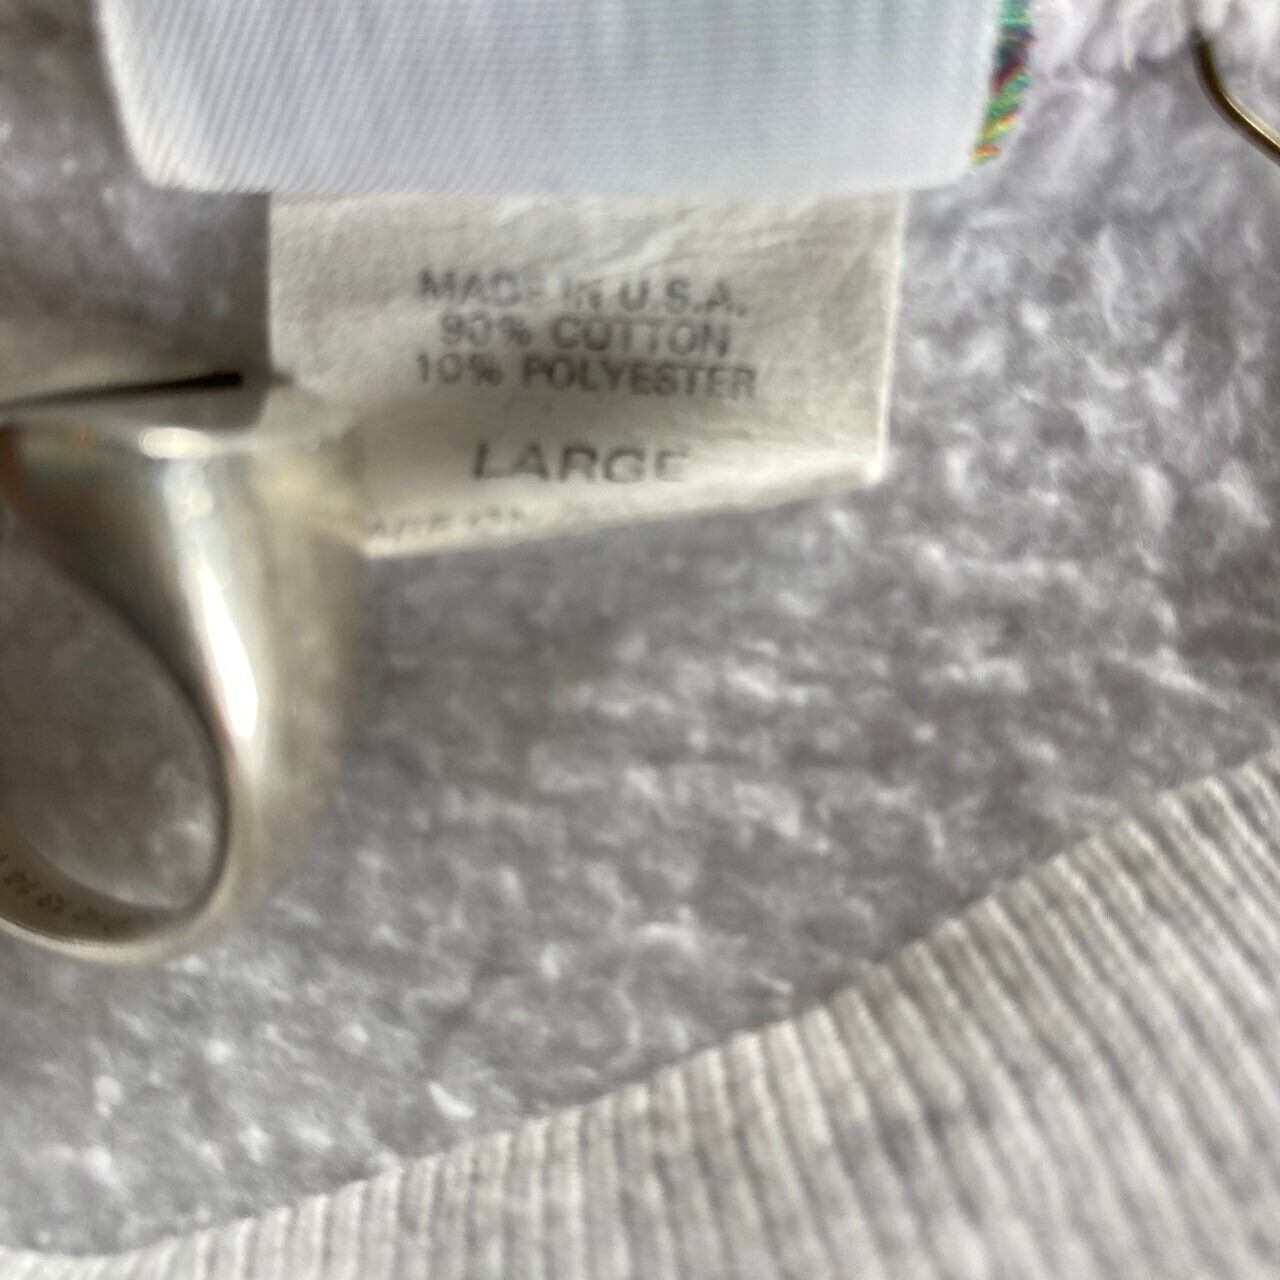 MADE IN U.S.A.
90% COTTON
10% POLYESTER
LARGE